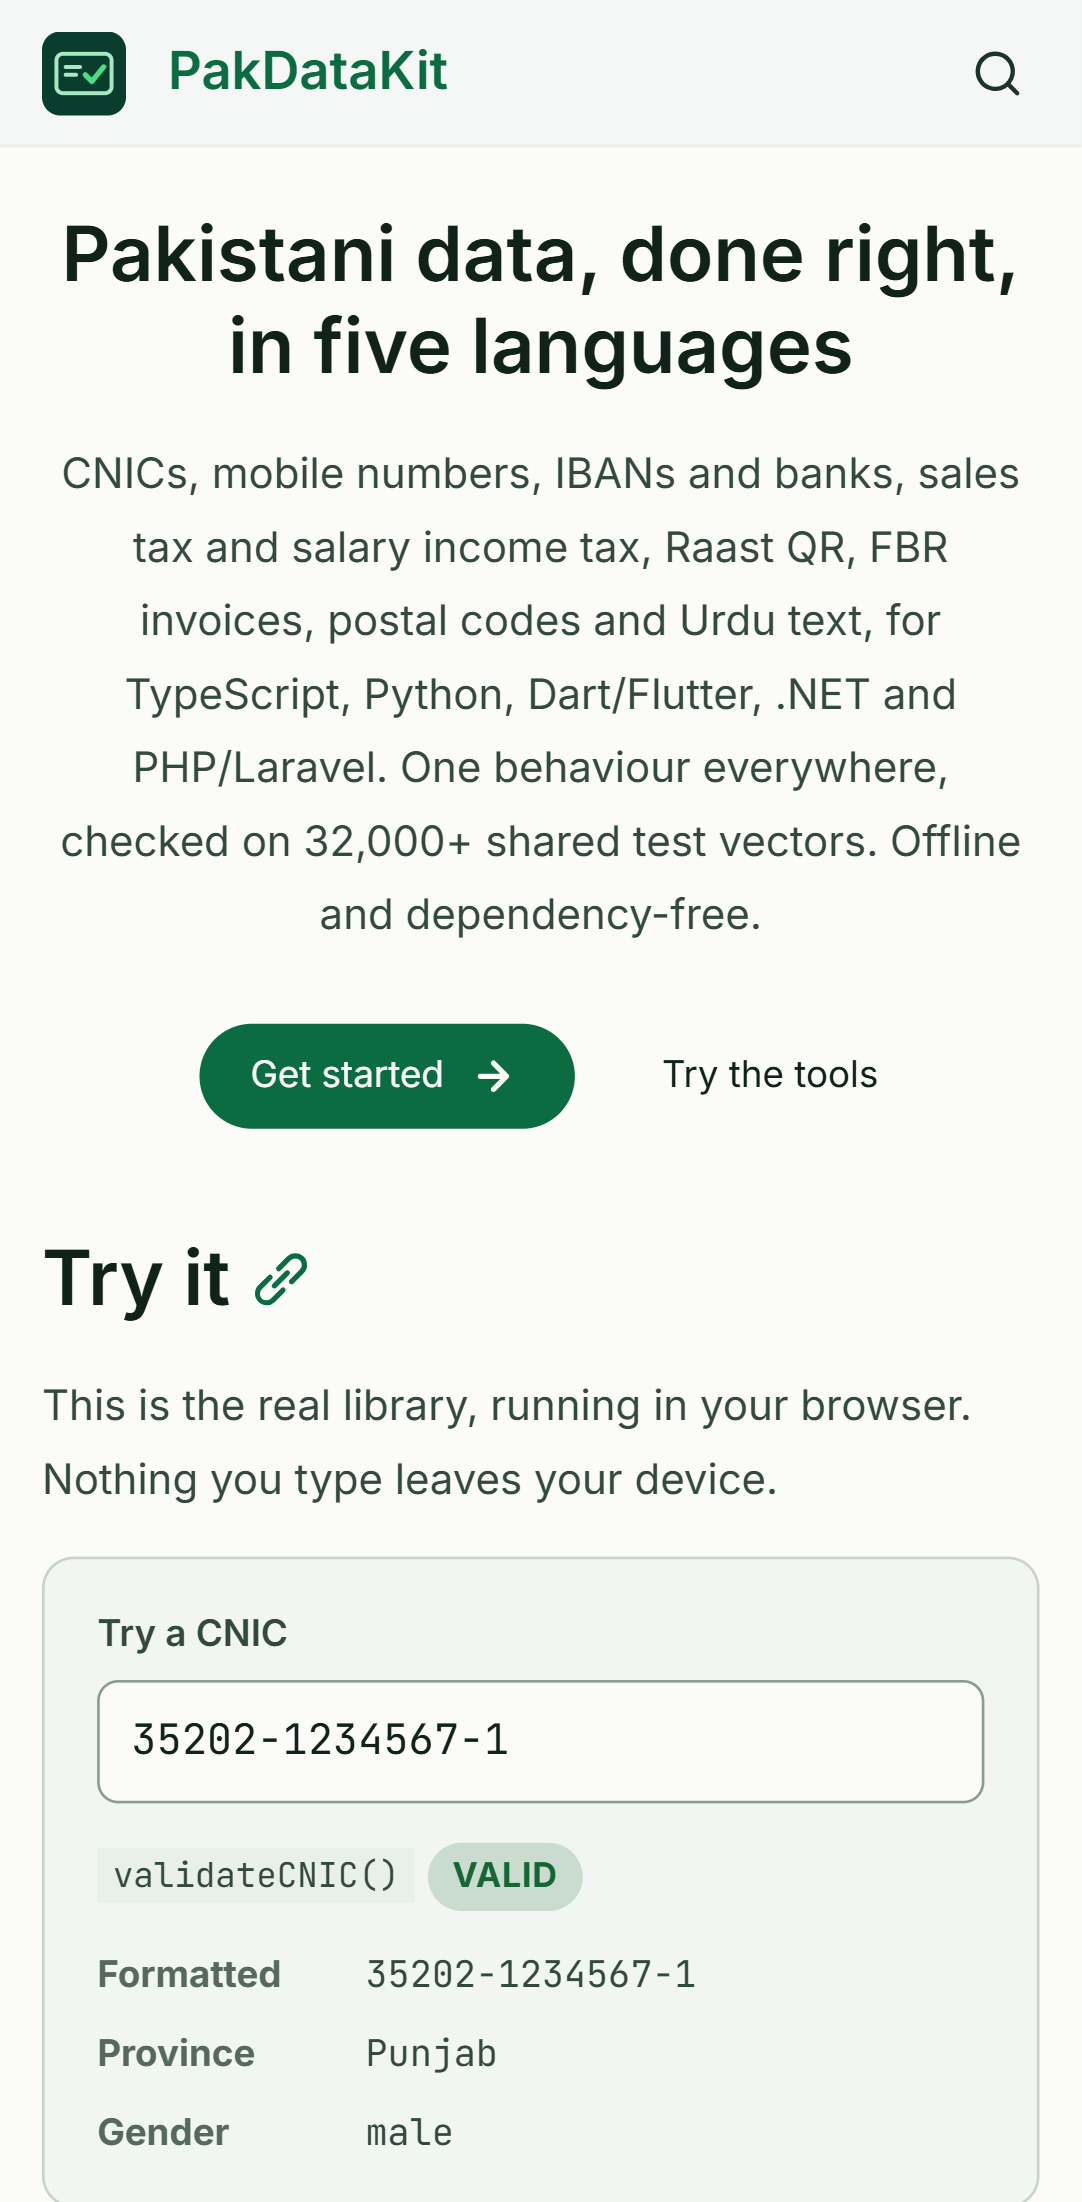 PakDataKit
Pakistani data, done right,
in five languages
CNICs, mobile numbers, IBANs and banks, sales
tax and salary income tax, Raast QR, FBR
invoices, postal codes and Urdu text, for
TypeScript, Python, Dart/Flutter, .NET and
PHP/Laravel. One behaviour everywhere,
checked on 32,000+ shared test vectors. Offline
and dependency-free.
Get started
Try the tools
Try it
This is the real library, running in your browser.
Nothing you type leaves your device.
Try a CNIC
35202-1234567-1
validateCNIC() VALID
Formatted 35202-1234567-1
Province Punjab
Gender male